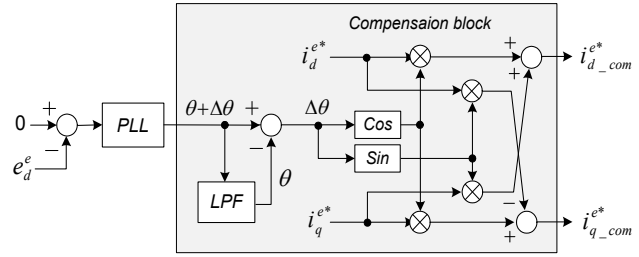 Compensaion block
i_d^{e*}
+
+
i_{d_com}^{e*}
0
+
−
e_d^e
PLL
θ+Δθ
+
−
Δθ
Cos
Sin
LPF
θ
i_q^{e*}
−
+
i_{q_com}^{e*}